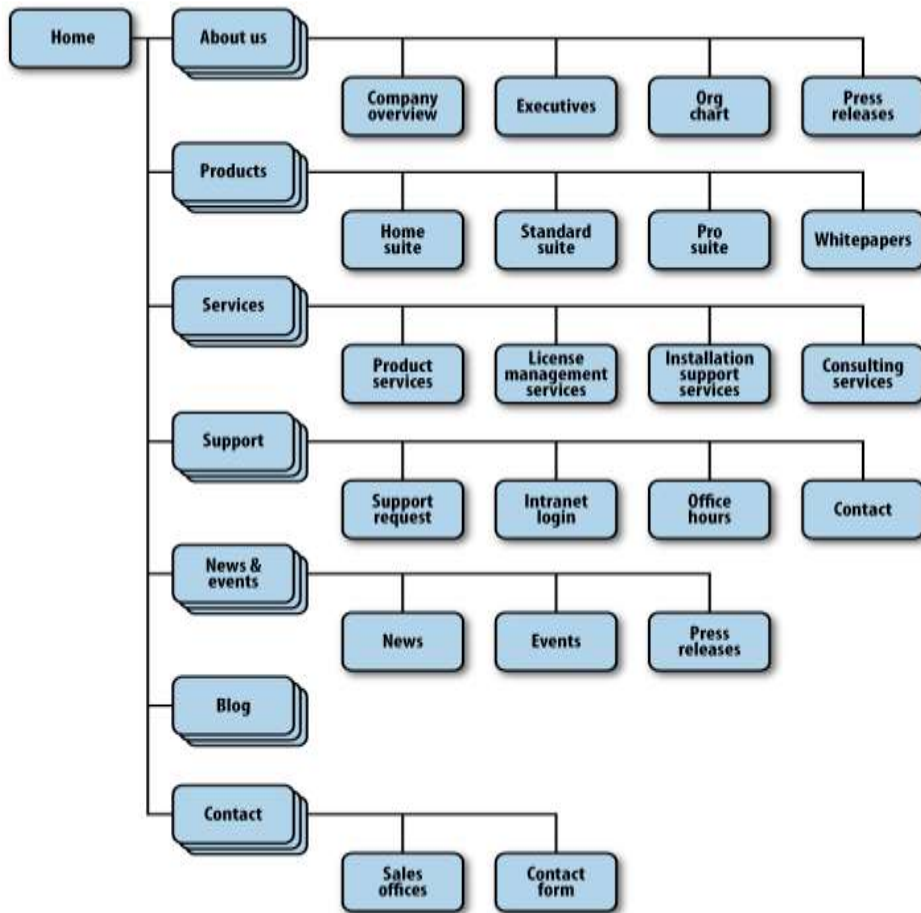 Home
About us
Company
overview
Executives
Org
chart
Press
releases
Products
Home
suite
Standard
suite
Pro
suite
Whitepapers
Services
Product
services
License
management
services
Installation
support
services
Consulting
services
Support
Support
request
Intranet
login
Office
hours
Contact
News &
events
News
Events
Press
releases
Blog
Contact
Sales
offices
Contact
form